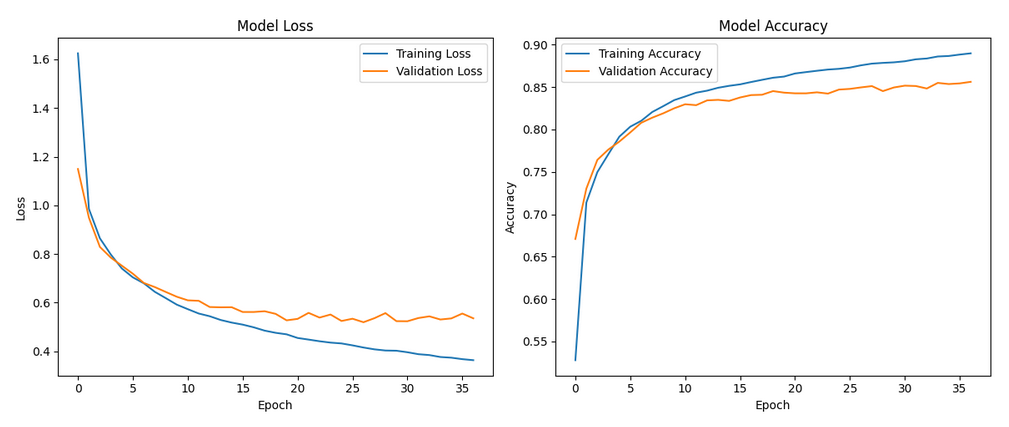 Model Loss
Training Loss
Validation Loss
1.6
1.4
1.2
1.0
0.8
0.6
0.4
Loss
0 5 10 15 20 25 30 35
Epoch
Model Accuracy
Training Accuracy
Validation Accuracy
0.90
0.85
0.80
0.75
0.70
0.65
0.60
0.55
Accuracy
0 5 10 15 20 25 30 35
Epoch